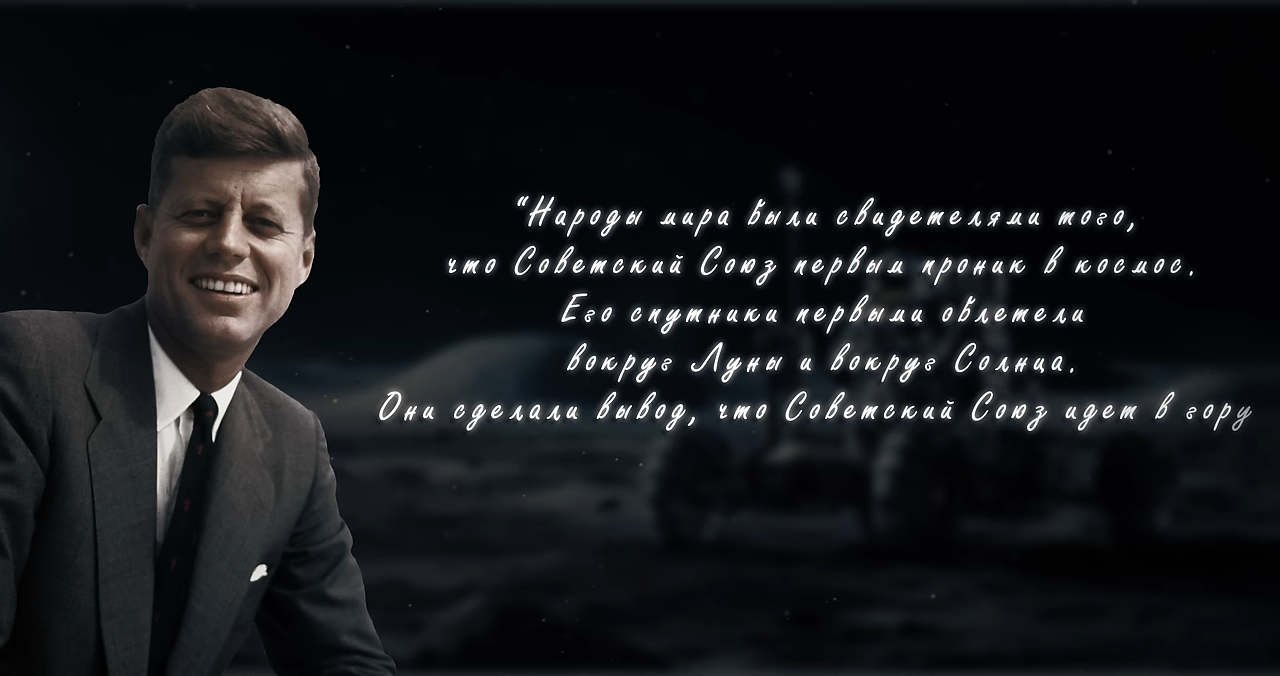 “Народы мира были свидетелями того,
что Советский Союз первым проник в космос.
Его спутники первыми облетели
вокруг Луны и вокруг Солнца.
Они сделали вывод, что Советский Союз идет в гору